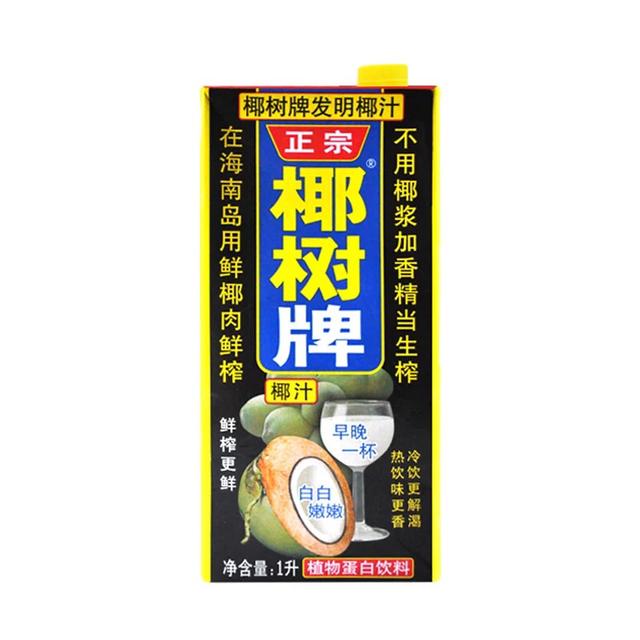 椰树牌发明椰汁
正宗
椰树牌®
在海南岛用鲜椰肉鲜榨
不用椰浆加香精当生榨
椰汁
鲜榨更鲜
早晚
一杯
白白
嫩嫩
冷饮更解渴
热饮味更香
净含量:1升
植物蛋白饮料